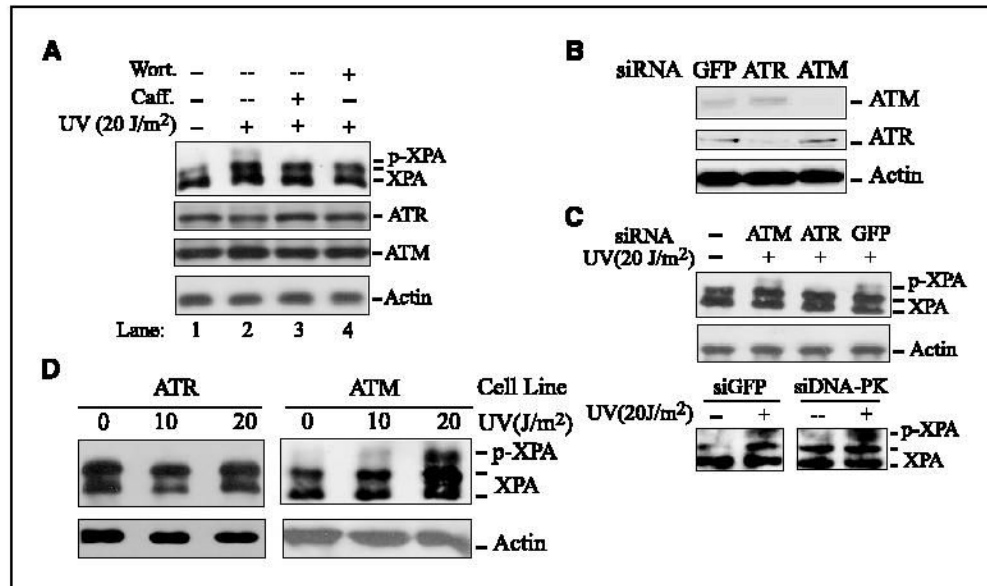 A
Wort. – -- – +
Caff. – -- + –
UV (20 J/m²) – + + +
p-XPA
XPA
ATR
ATM
Actin
Lane: 1 2 3 4
B
siRNA GFP ATR ATM
ATM
ATR
Actin
C
siRNA – ATM ATR GFP
UV(20 J/m²) + + +
p-XPA
XPA
Actin
siGFP siDNA-PK
UV(20J/m²) – + -- +
p-XPA
XPA
D
ATR ATM Cell Line
0 10 20 0 10 20 UV(J/m²)
p-XPA
XPA
Actin